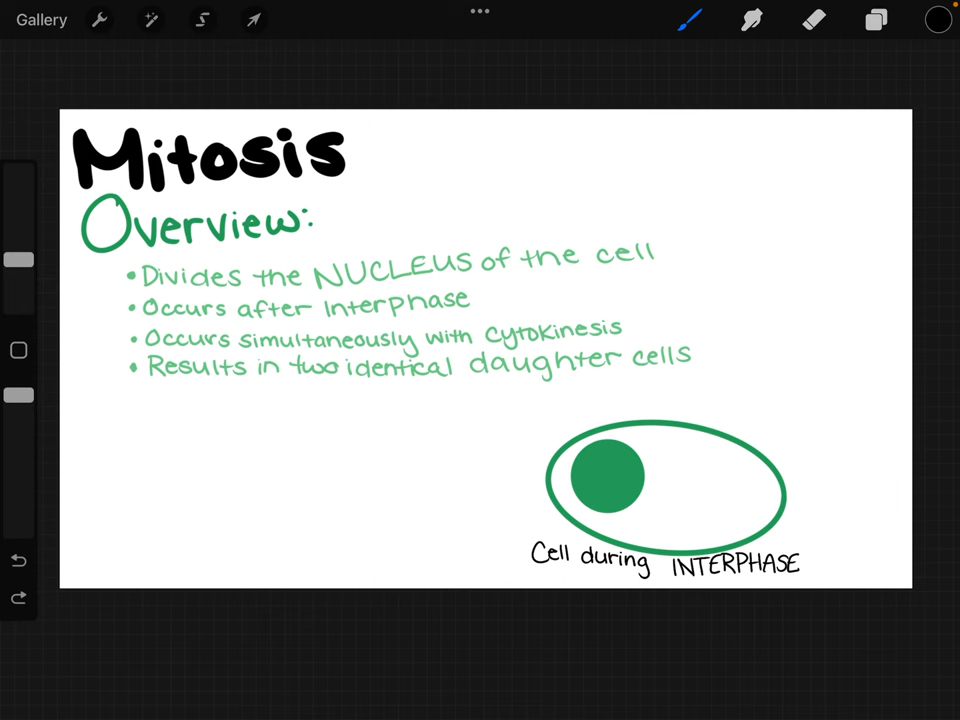 Gallery
Mitosis
Overview:
• Divides the NUCLEUS of the cell
• Occurs after Interphase
• Occurs simultaneously with cytokinesis
• Results in two identical daughter cells
Cell during INTERPHASE